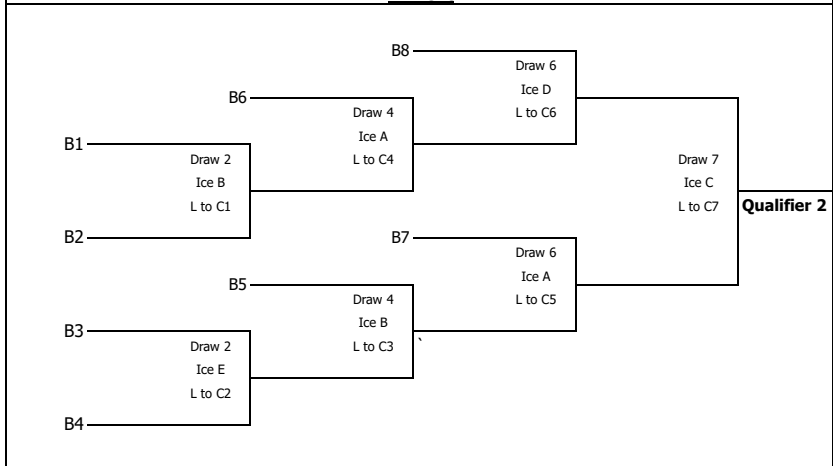 B8
Draw 6
Ice D
L to C6
B6
Draw 4
Ice A
L to C4
B1
Draw 2
Ice B
L to C1
B2
Draw 7
Ice C
L to C7
Qualifier 2
B7
Draw 6
Ice A
L to C5
B5
Draw 4
Ice B
L to C3
`
B3
Draw 2
Ice E
L to C2
B4